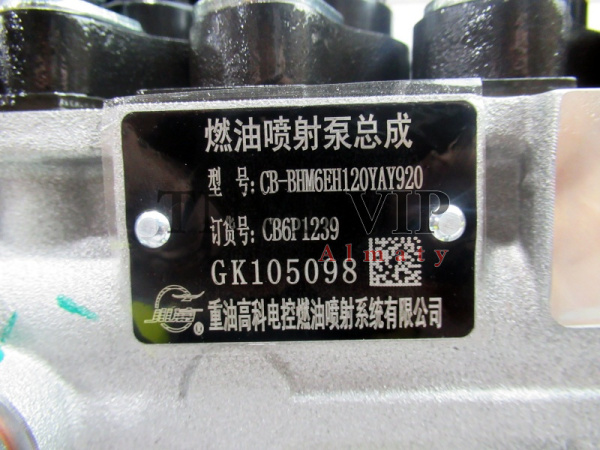 燃油喷射泵总成
型 号: CB-BHM6EH120YAY920
订货号: CB6P1239
GK105098
重油高科电控燃油喷射系统有限公司
®
VIP
Almaty